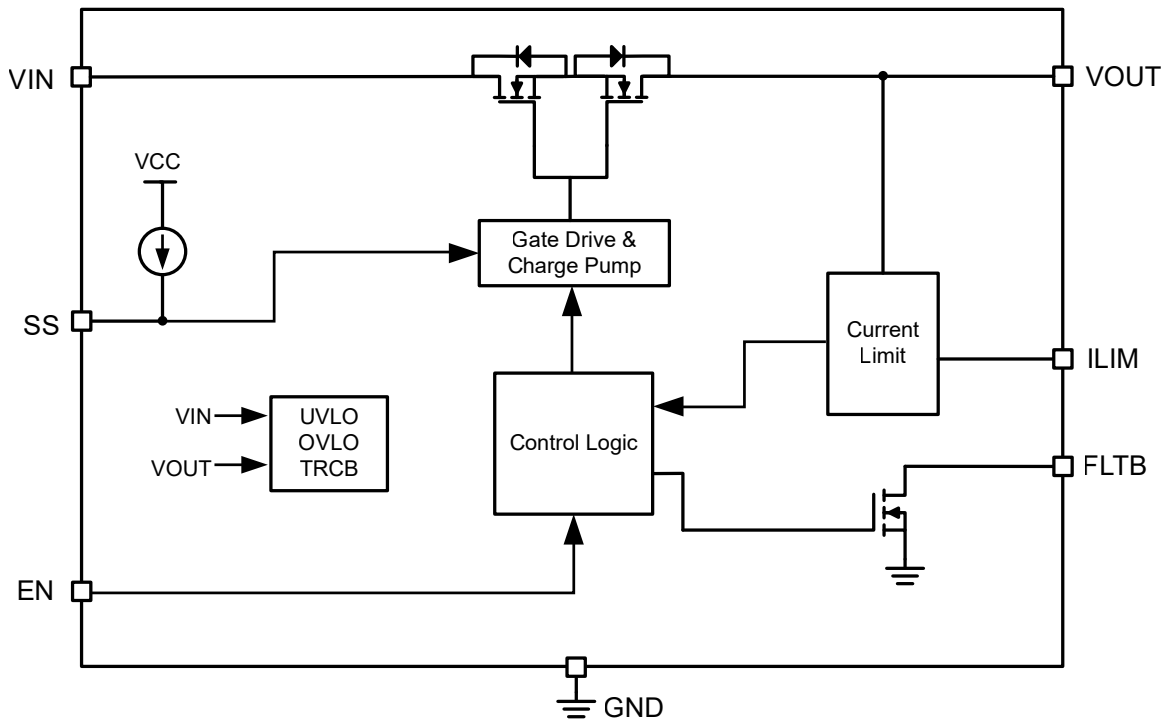 VIN
VOUT
VCC
Gate Drive &
Charge Pump
SS
Current
Limit
ILIM
VIN
UVLO
OVLO
VOUT
TRCB
Control Logic
FLTB
EN
GND